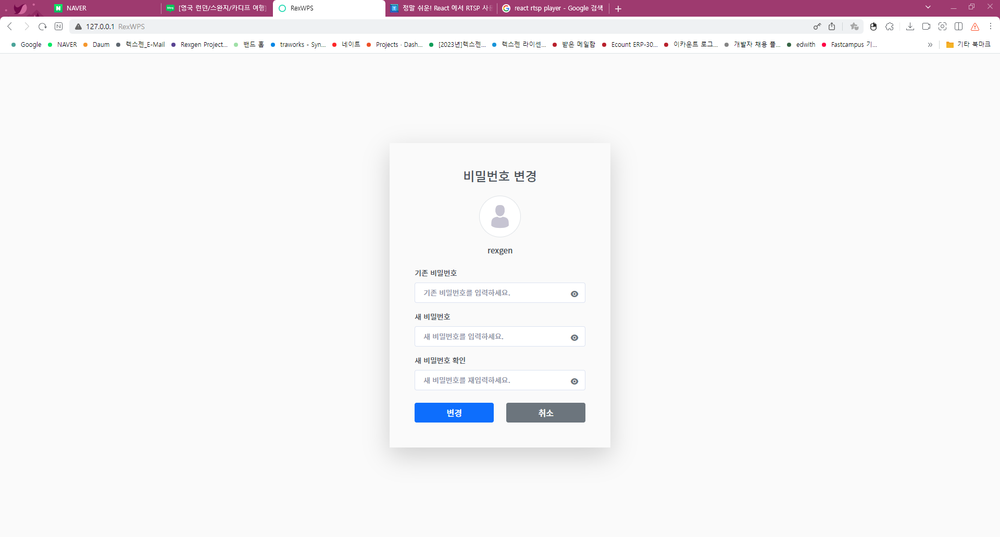 NAVER
[영국 런던/스완지/카디프 여행]
RexWPS
정말 쉬운! React 에서 RTSP 사용
react rtsp player - Google 검색
127.0.0.1 RexWPS
Google
NAVER
Daum
렉스젠_E-Mail
Rexgen Project...
밴드 홈
traworks - Syn...
네이트
Projects · Dash...
[2023년]렉스젠...
렉스젠 라이센...
받은 메일함
Ecount ERP-30...
이카운트 로그...
개발자 채용 플...
edwith
Fastcampus 기...
»
기타 북마크
비밀번호 변경
rexgen
기존 비밀번호
기존 비밀번호를 입력하세요.
새 비밀번호
새 비밀번호를 입력하세요.
새 비밀번호 확인
새 비밀번호를 재입력하세요.
변경
취소